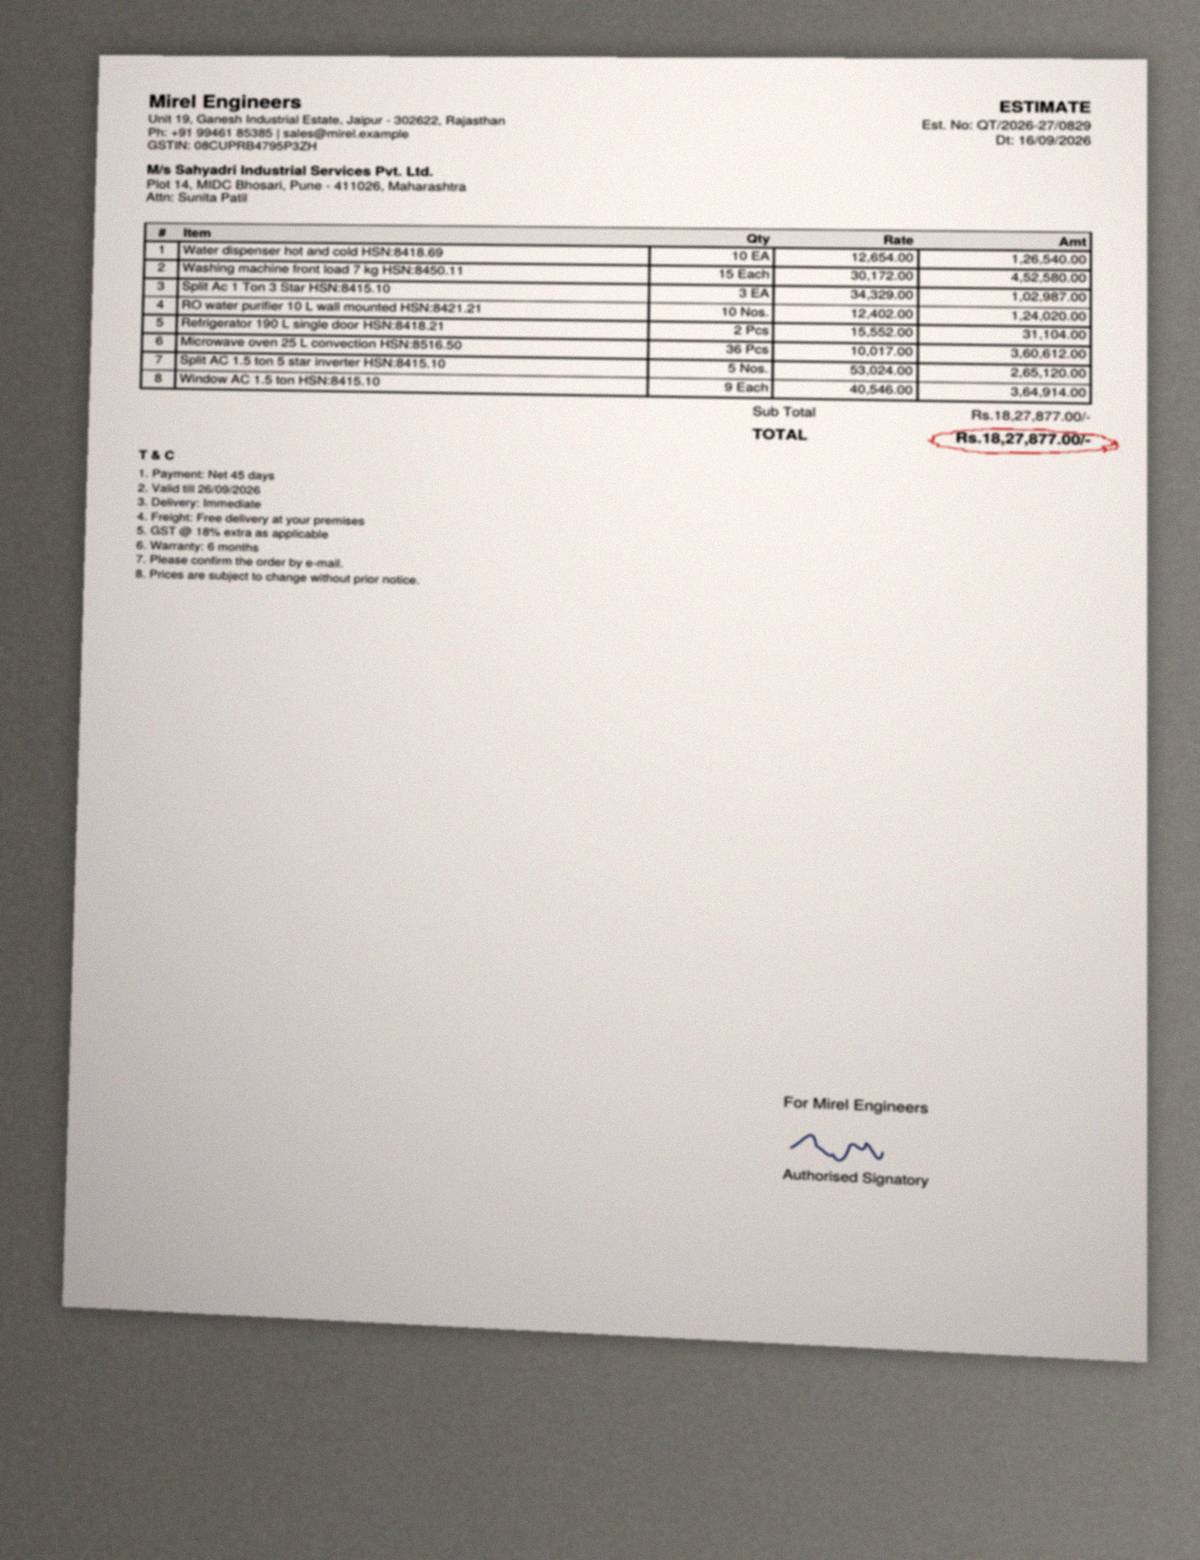 Mirel Engineers
Unit 19, Ganesh Industrial Estate, Jaipur - 302622, Rajasthan
Ph: +91 99461 85385 | sales@mirel.example
GSTIN: 08CUPRB4795P3ZH
ESTIMATE
Est. No: QT/2026-27/0829
Dt: 16/09/2026
M/s Sahyadri Industrial Services Pvt. Ltd.
Plot 14, MIDC Bhosari, Pune - 411026, Maharashtra
Attn: Sunita Patil
# Item Qty Rate Amt
1 Water dispenser hot and cold HSN:8418.69 10 EA 12,654.00 1,26,540.00
2 Washing machine front load 7 kg HSN:8450.11 15 Each 30,172.00 4,52,580.00
3 Split Ac 1 Ton 3 Star HSN:8415.10 3 EA 34,329.00 1,02,987.00
4 RO water purifier 10 L wall mounted HSN:8421.21 10 Nos. 12,402.00 1,24,020.00
5 Refrigerator 190 L single door HSN:8418.21 2 Pcs 15,552.00 31,104.00
6 Microwave oven 25 L convection HSN:8516.50 36 Pcs 10,017.00 3,60,612.00
7 Split AC 1.5 ton 5 star inverter HSN:8415.10 5 Nos. 53,024.00 2,65,120.00
8 Window AC 1.5 ton HSN:8415.10 9 Each 40,546.00 3,64,914.00
Sub Total Rs.18,27,877.00/-
TOTAL Rs.18,27,877.00/-
T & C
1. Payment: Net 45 days
2. Valid till 26/09/2026
3. Delivery: Immediate
4. Freight: Free delivery at your premises
5. GST @ 18% extra as applicable
6. Warranty: 6 months
7. Please confirm the order by e-mail.
8. Prices are subject to change without prior notice.
For Mirel Engineers
Authorised Signatory